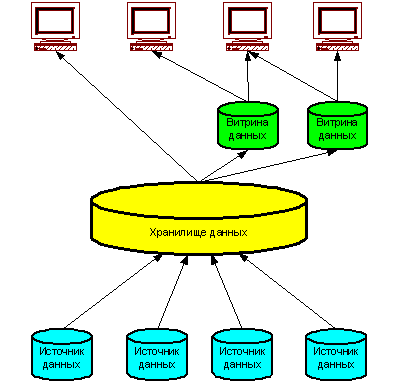 Витрина
данных
Витрина
данных
Хранилище данных
Источник
данных
Источник
данных
Источник
данных
Источник
данных